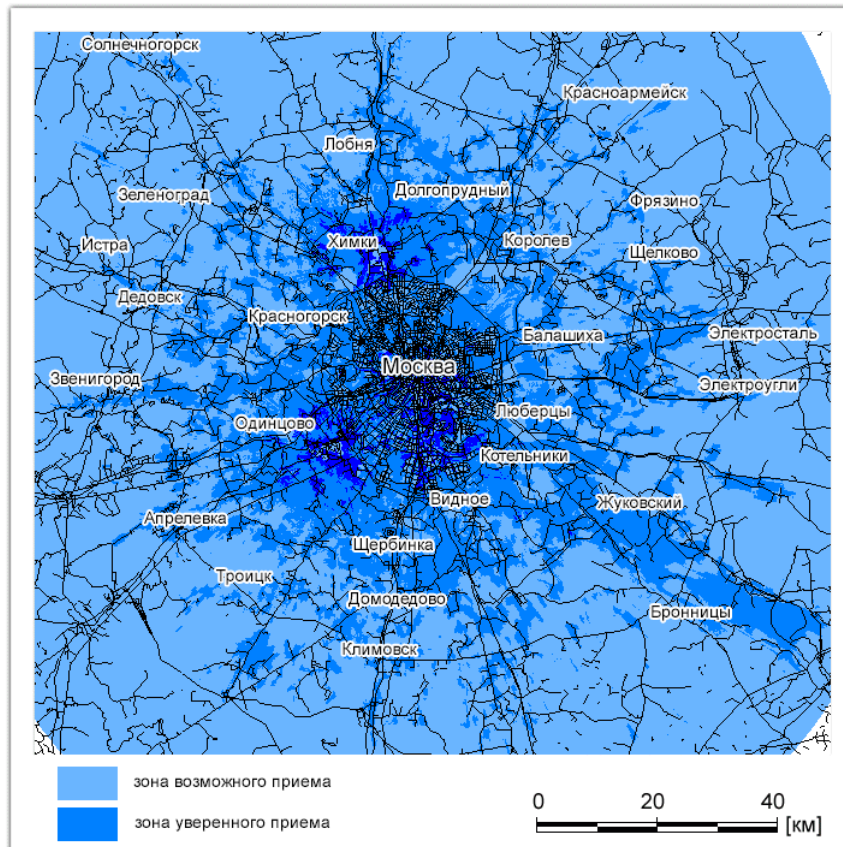 Солнечногорск
Красноармейск
Лобня
Зеленоград
Долгопрудный
Фрязино
Истра
Химки
Королев
Щелково
Дедовск
Красногорск
Балашиха
Электросталь
Москва
Звенигород
Электроугли
Одинцово
Люберцы
Котельники
Видное
Жуковский
Апрелевка
Щербинка
Троицк
Домодедово
Бронницы
Климовск
зона возможного приема
зона уверенного приема
0 20 40
[км]